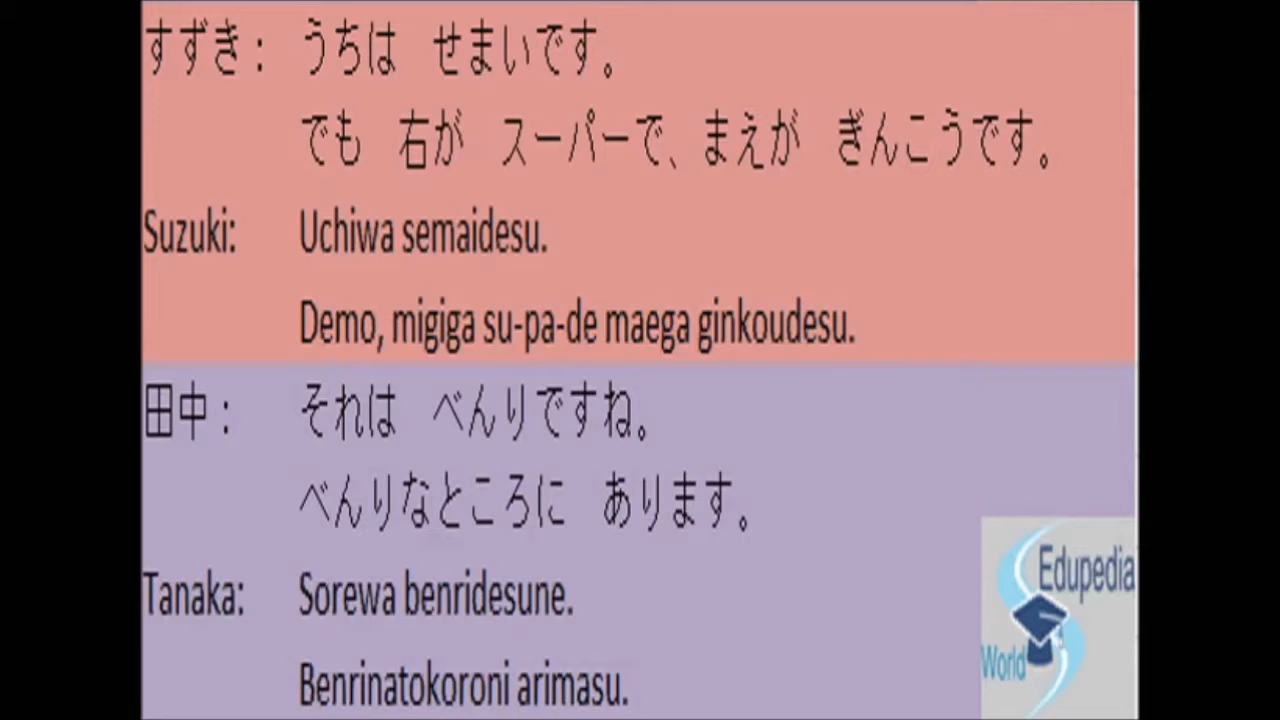 すずき： うちは　せまいです。
でも　右が　スーパーで、まえが　ぎんこうです。
Suzuki: Uchiwa semaidesu.
Demo, migiga su-pa-de maega ginkoudesu.
田中： それは　べんりですね。
べんりなところに　あります。
Tanaka: Sorewa benridesune.
Benrinatokoroni arimasu.
Edupedia
World